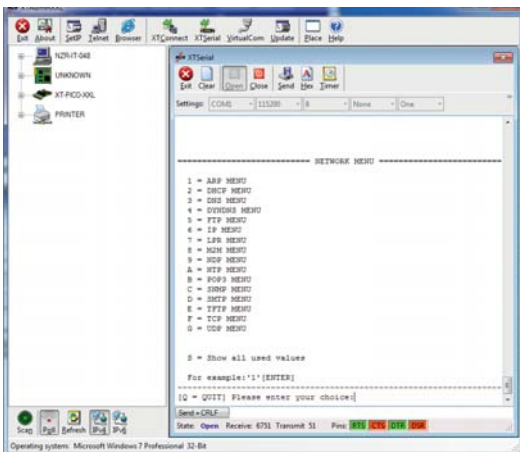 Exit About SetIP Telnet Browser XTConnect XTSerial VirtualCom Update Place Help
NZR-IT-048
UNKNOWN
XT-PICO-XXL
PRINTER
XTSerial
Exit Clear Open Close Send Hex Timer
Settings: COM1 115200 8 None One
NETWORK MENU
1 = ARP MENU
2 = DHCP MENU
3 = DNS MENU
4 = DYNDNS MENU
5 = FTP MENU
6 = IP MENU
7 = LPR MENU
8 = M2M MENU
9 = NDP MENU
A = NTP MENU
B = POP3 MENU
C = SNMP MENU
D = SMTP MENU
E = TFTP MENU
F = TCP MENU
G = UDP MENU
S = Show all used values
For example:'1'[ENTER]
[Q = QUIT] Please enter your choice:
Send + CRLF
State: Open Receive: 6751 Transmit 51 Pins: RTS CTS DTR DSR
Scan Poll Refresh IPv4 IPv6
Operating system: Microsoft Windows 7 Professional 32-Bit